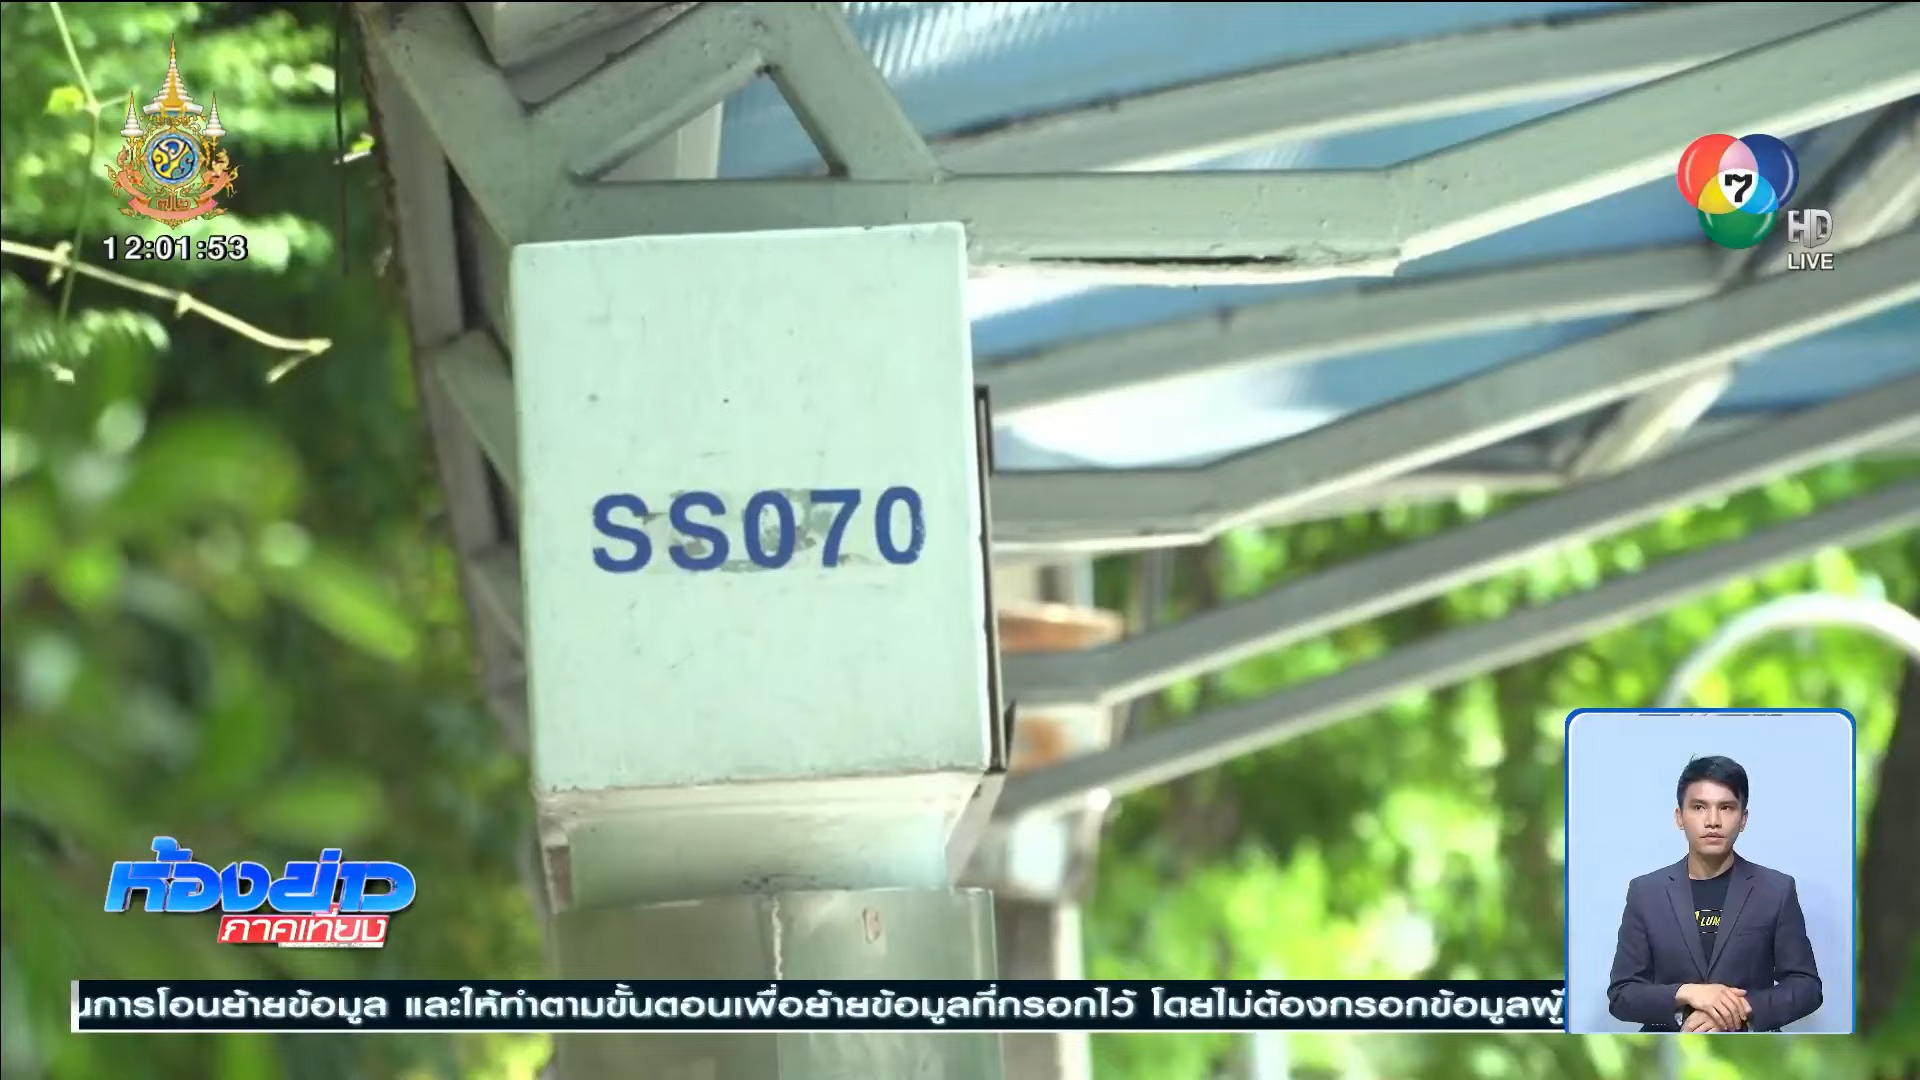 ๗๒
12:01:53
7
HD
LIVE
SS070
ห้องข่าว
ภาคเที่ยง
LUM
นการโอนย้ายข้อมูล และให้ทำตามขั้นตอนเพื่อย้ายข้อมูลที่กรอกไว้ โดยไม่ต้องกรอกข้อมูลผู้